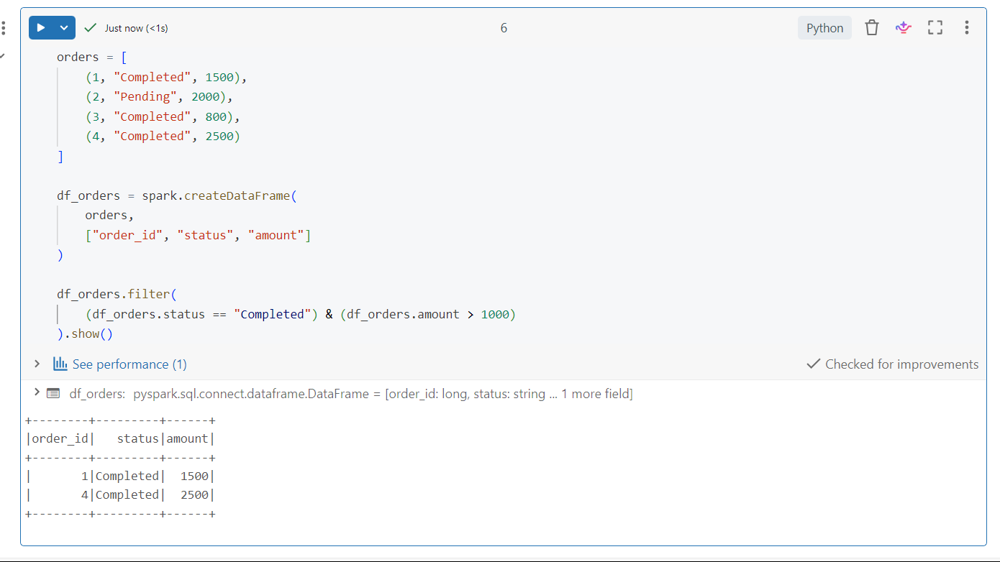 Just now (<1s)
6
Python
orders = [
    (1, "Completed", 1500),
    (2, "Pending", 2000),
    (3, "Completed", 800),
    (4, "Completed", 2500)
]
df_orders = spark.createDataFrame(
    orders,
    ["order_id", "status", "amount"]
)
df_orders.filter(
    (df_orders.status == "Completed") & (df_orders.amount > 1000)
).show()
See performance (1)
Checked for improvements
df_orders: pyspark.sql.connect.dataframe.DataFrame = [order_id: long, status: string ... 1 more field]
+--------+---------+------+
|order_id|   status|amount|
+--------+---------+------+
|       1|Completed|  1500|
|       4|Completed|  2500|
+--------+---------+------+